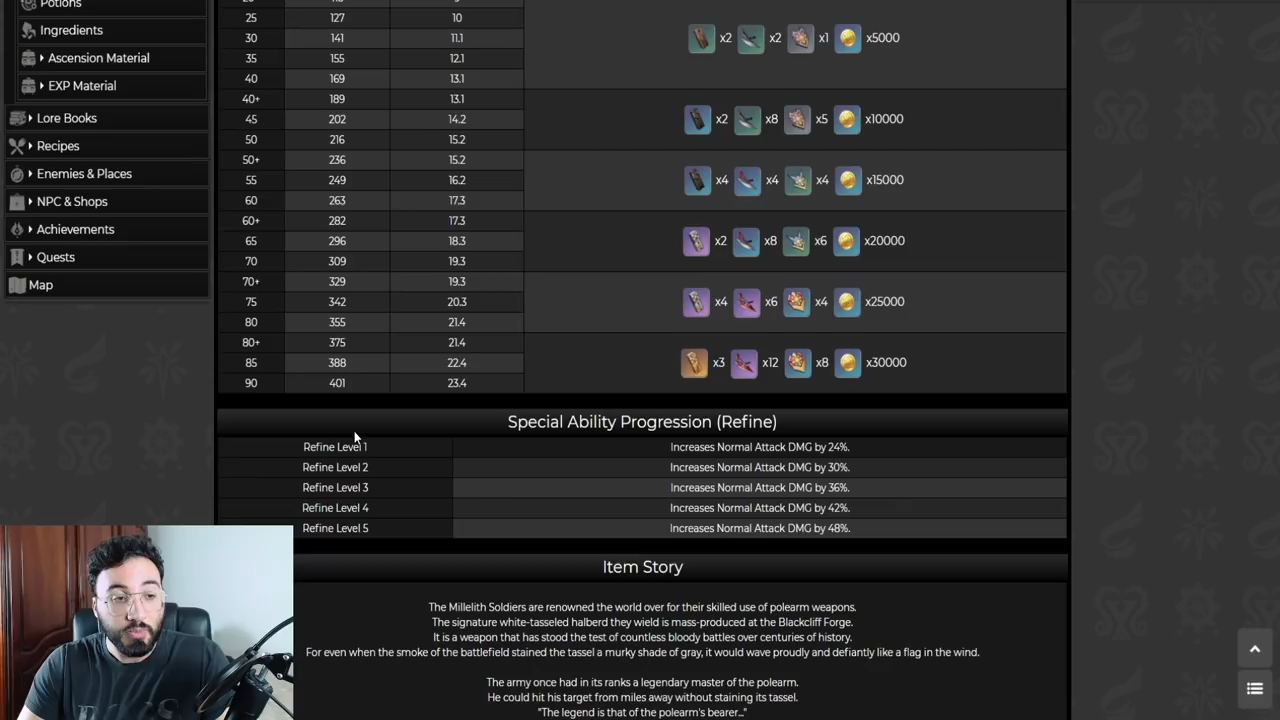 Potions
Ingredients
Ascension Material
EXP Material
Lore Books
Recipes
Enemies & Places
NPC & Shops
Achievements
Quests
Map
25 127 10
30 141 11.1
x2 x2 x1 x5000
35 155 12.1
40 169 13.1
40+ 189 13.1
45 202 14.2
x2 x8 x5 x10000
50 216 15.2
50+ 236 15.2
55 249 16.2
x4 x4 x4 x15000
60 263 17.3
60+ 282 17.3
65 296 18.3
x2 x8 x6 x20000
70 309 19.3
70+ 329 19.3
75 342 20.3
x4 x6 x4 x25000
80 355 21.4
80+ 375 21.4
85 388 22.4
x3 x12 x8 x30000
90 401 23.4
Special Ability Progression (Refine)
Refine Level 1 Increases Normal Attack DMG by 24%.
Refine Level 2 Increases Normal Attack DMG by 30%.
Refine Level 3 Increases Normal Attack DMG by 36%.
Refine Level 4 Increases Normal Attack DMG by 42%.
Refine Level 5 Increases Normal Attack DMG by 48%.
Item Story
The Millelith Soldiers are renowned the world over for their skilled use of polearm weapons.
The signature white-tasseled halberd they wield is mass-produced at the Blackcliff Forge.
It is a weapon that has stood the test of countless bloody battles over centuries of history.
For even when the smoke of the battlefield stained the tassel a murky shade of gray, it would wave proudly and defiantly like a flag in the wind.
The army once had in its ranks a legendary master of the polearm.
He could hit his target from miles away without staining its tassel.
"The legend is that of the polearm's bearer..."